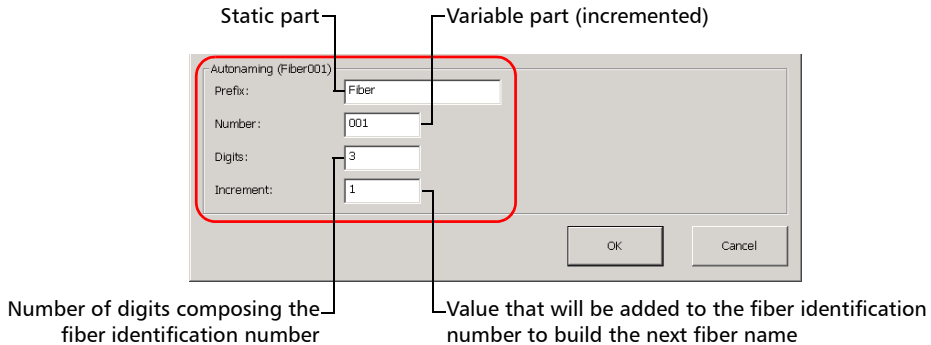 Static part
Variable part (incremented)
Autonaming (Fiber001)
Prefix:
Fiber
Number:
001
Digits:
3
Increment:
1
OK
Cancel
Number of digits composing the
fiber identification number
Value that will be added to the fiber identification
number to build the next fiber name